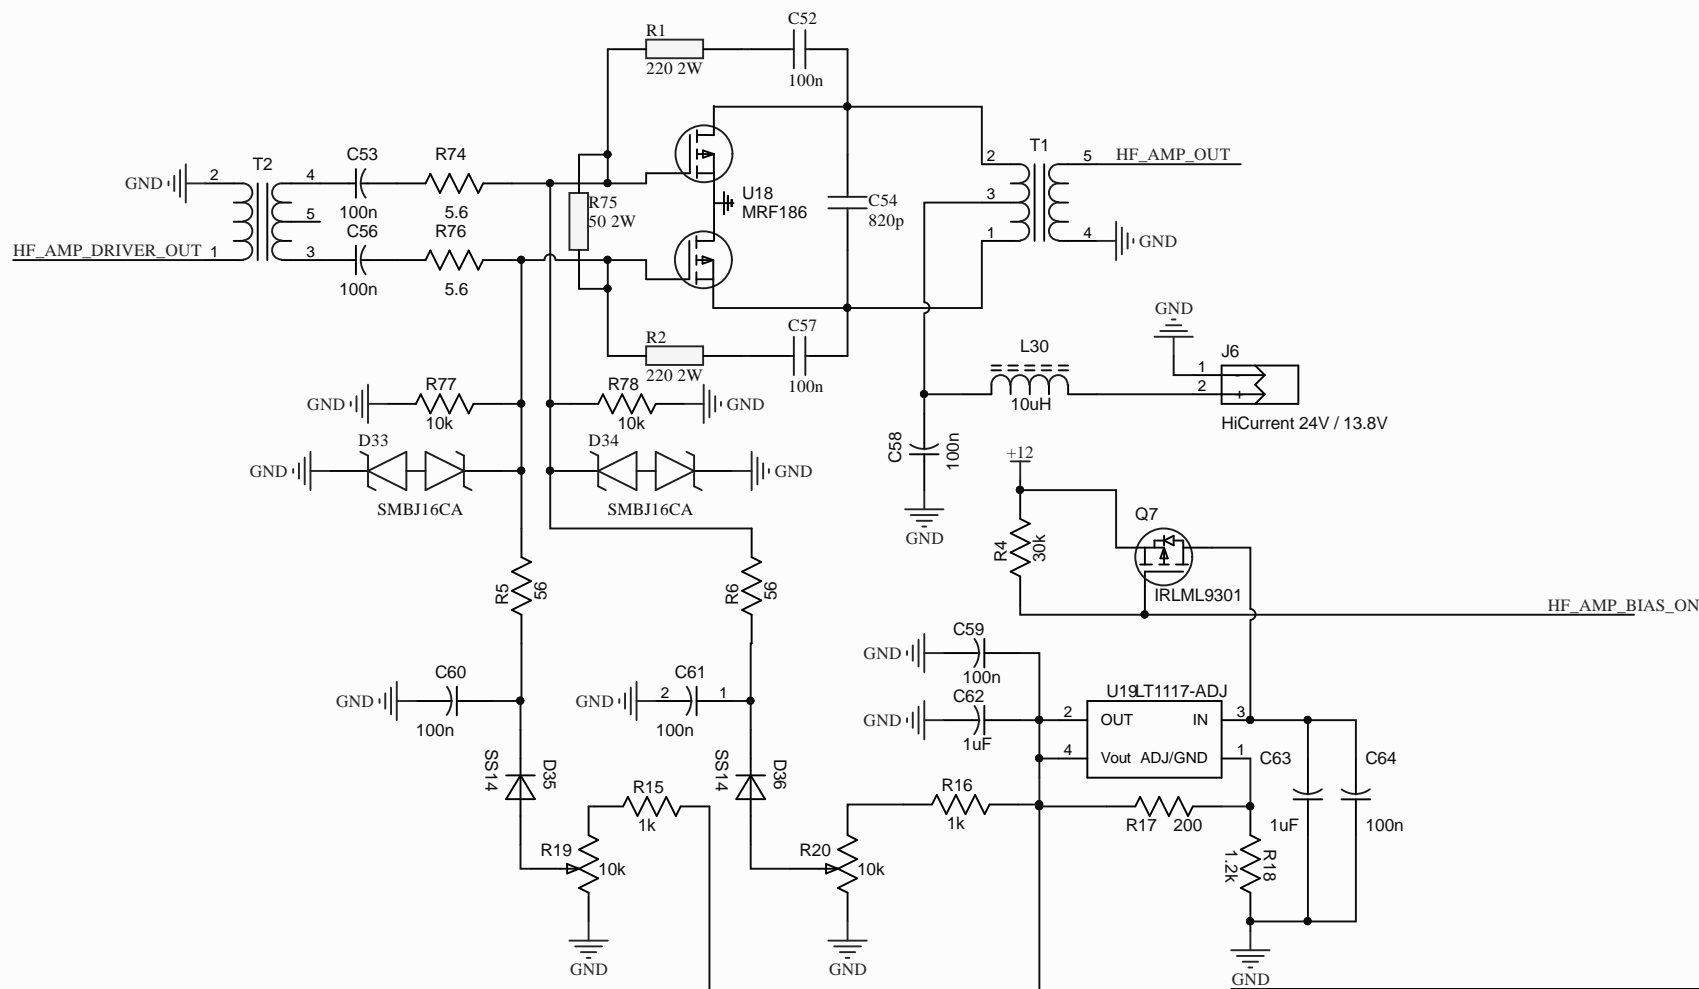 C52
R1
220 2W
100n
T1
HF_AMP_OUT
2
5
C53
R74
T2
2
4
GND
U18
MRF186
R75
50 2W
C54
820p
3
100n
5.6
5
C56
R76
HF_AMP_DRIVER_OUT
1
3
1
4
GND
100n
5.6
GND
C57
R2
220 2W
100n
L30
10uH
J6
1
-
2
+
HiCurrent 24V / 13.8V
R77
GND
10k
R78
GND
10k
D33
GND
SMBJ16CA
D34
GND
SMBJ16CA
C58
100n
GND
+12
Q7
R4
30k
IRLML9301
HF_AMP_BIAS_ON
R5
56
R6
56
C59
GND
100n
C60
GND
100n
C61
GND
2
1
100n
C62
GND
1uF
U19
LT1117-ADJ
2
OUT
IN
3
4
Vout
ADJ/GND
1
C63
1uF
C64
100n
SS14
D35
SS14
D36
R15
1k
R16
1k
R17
200
R19
10k
R20
10k
R18
1.2k
GND
GND
GND